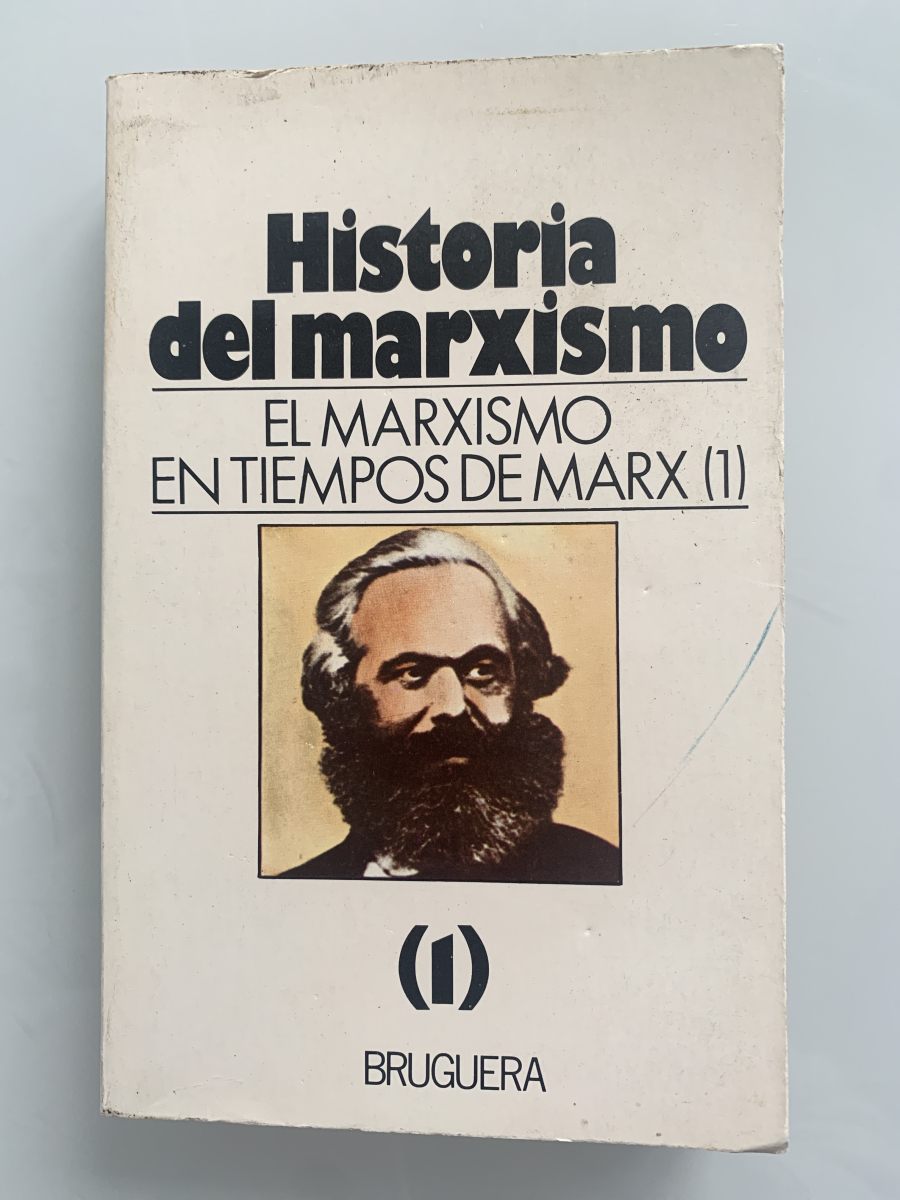 Historia
del marxismo
EL MARXISMO
EN TIEMPOS DE MARX (1)
(1)
BRUGUERA